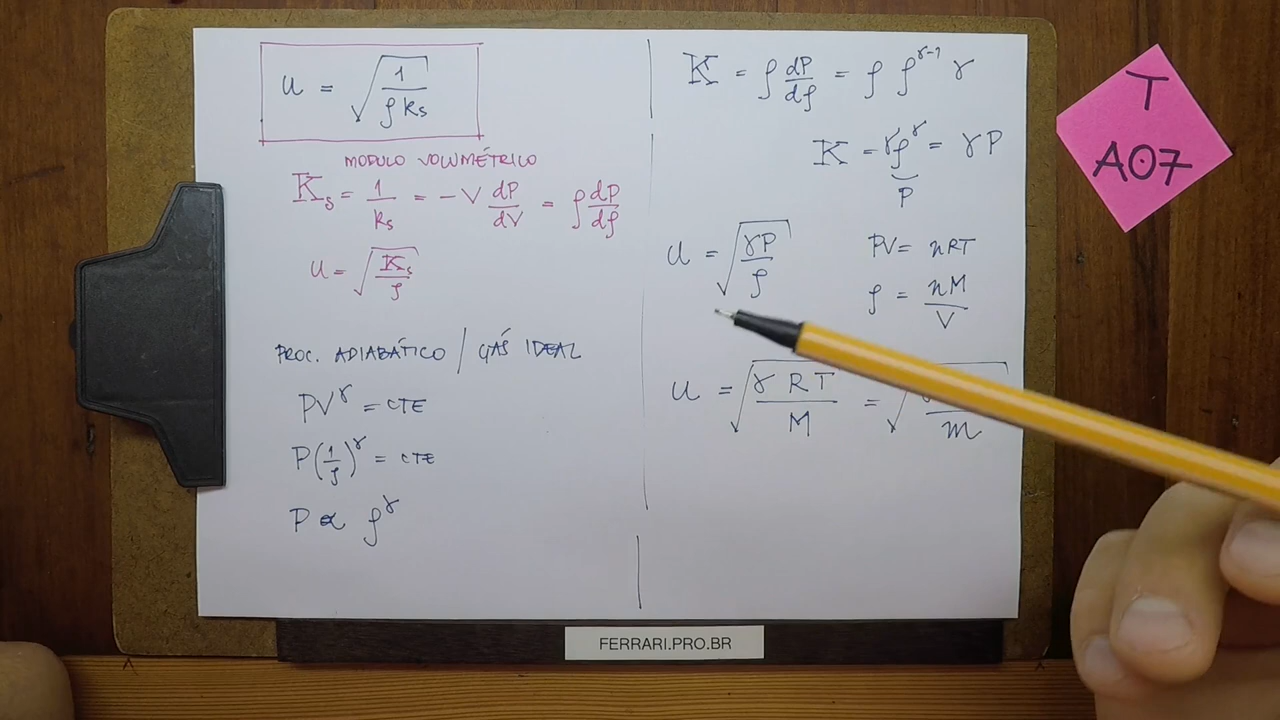 u = √(1/(ρ ks))
MODULO VOLUMÉTRICO
Ks = 1/ks = -V dP/dV = ρ dP/dρ
u = √(Ks/ρ)
PROC. ADIABÁTICO / GÁS IDEAL
PV^γ = CTE
P(1/ρ)^γ = CTE
P ∝ ρ^γ
K = ρ dP/dρ = ρ ρ^(γ-1) γ
K = γρ^γ = γP
P
u = √(γP/ρ)
PV = nRT
ρ = nM/V
u = √(γRT/M) = √( /m)
T
A07
FERRARI.PRO.BR